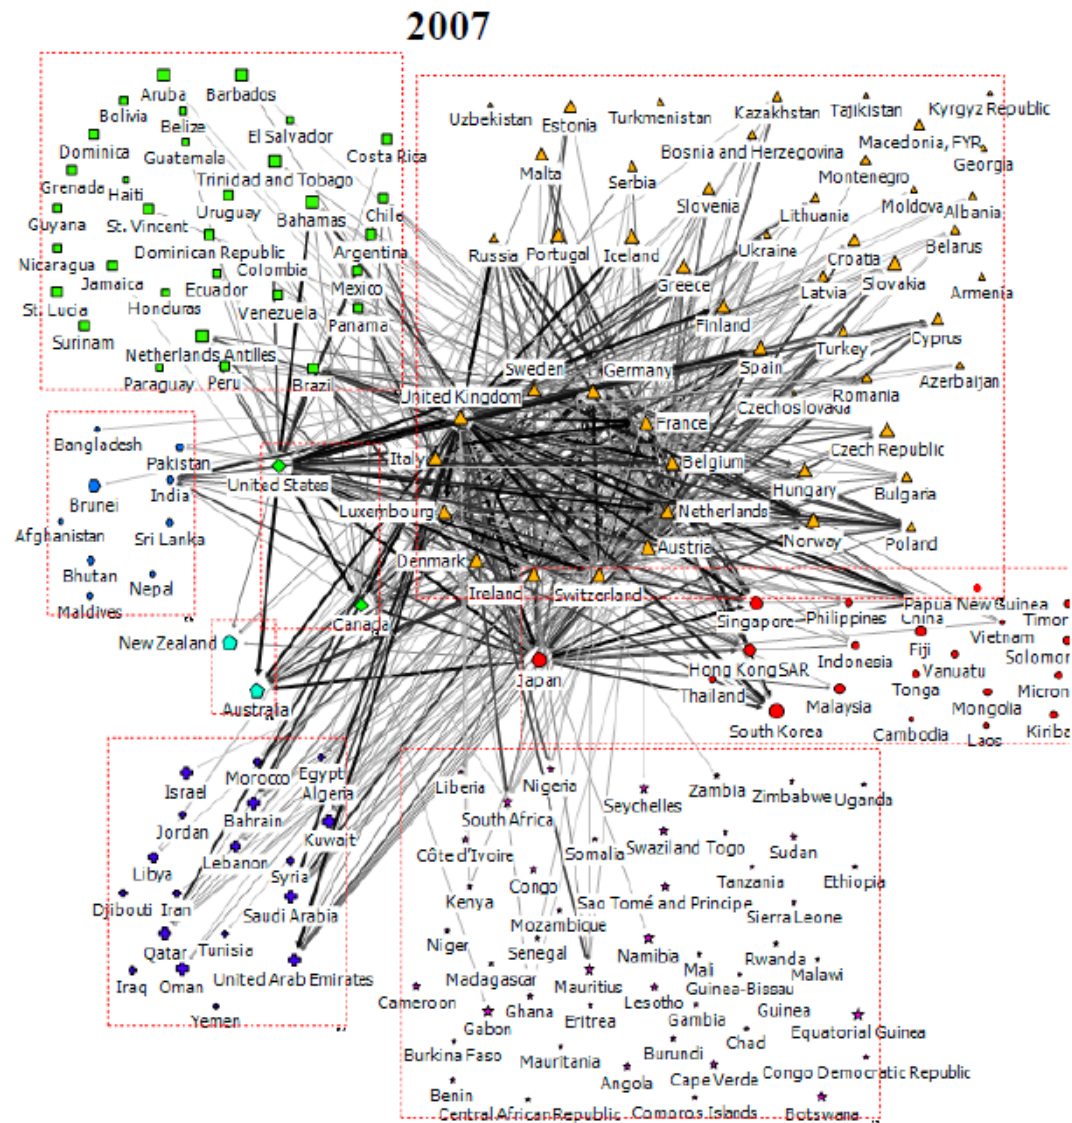 2007
Aruba
Barbados
Bolivia
Belize
El Salvador
Dominica
Guatemala
Costa Rica
Trinidad and Tobago
Grenada
Haiti
Uruguay
Bahamas
Chile
Guyana
St. Vincent
Dominican Republic
Argentina
Nicaragua
Jamaica
Colombia
Ecuador
Mexico
St. Lucia
Honduras
Venezuela
Panama
Surinam
Netherlands Antilles
Paraguay
Peru
Brazil
Uzbekistan
Estonia
Turkmenistan
Kazakhstan
Tajikistan
Kyrgyz Republic
Bosnia and Herzegovina
Macedonia, FYR
Georgia
Malta
Serbia
Montenegro
Slovenia
Lithuania
Moldova
Albania
Russia
Portugal
Iceland
Ukraine
Croatia
Belarus
Greece
Latvia
Slovakia
Armenia
Finland
Turkey
Cyprus
Sweden
Germany
Spain
Azerbaijan
United Kingdom
Romania
Czechoslovakia
France
Czech Republic
Italy
Belgium
Hungary
Bulgaria
Luxembourg
Netherlands
Norway
Poland
Denmark
Austria
Ireland
Switzerland
Bangladesh
Pakistan
India
Brunei
Afghanistan
Sri Lanka
Bhutan
Nepal
Maldives
United States
Canada
New Zealand
Australia
Japan
Singapore
Philippines
Papua New Guinea
China
Timor
Vietnam
Fiji
Solomon
Hong Kong SAR
Indonesia
Vanuatu
Thailand
Malaysia
Tonga
Micron
Mongolia
South Korea
Cambodia
Laos
Kiriba
Israel
Morocco
Egypt
Algeria
Jordan
Bahrain
Kuwait
Libya
Lebanon
Syria
Djibouti
Iran
Saudi Arabia
Qatar
Tunisia
Iraq
Oman
United Arab Emirates
Yemen
Liberia
Nigeria
Seychelles
Zambia
Zimbabwe
Uganda
South Africa
Côte d'Ivoire
Somalia
Swaziland
Togo
Sudan
Kenya
Congo
Tanzania
Ethiopia
Sao Tomé and Principe
Sierra Leone
Mozambique
Niger
Senegal
Namibia
Mali
Rwanda
Malawi
Madagascar
Mauritius
Guinea-Bissau
Cameroon
Ghana
Lesotho
Gabon
Eritrea
Gambia
Guinea
Equatorial Guinea
Burkina Faso
Mauritania
Burundi
Chad
Angola
Cape Verde
Congo Democratic Republic
Benin
Central African Republic
Comoros Islands
Botswana